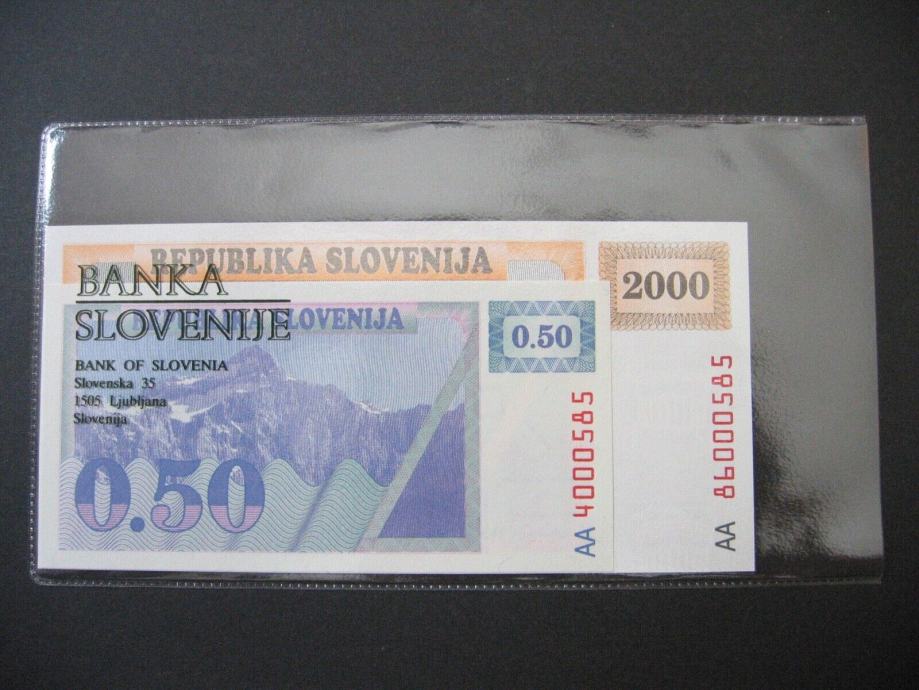 REPUBLIKA SLOVENIJA
2000
BANKA
SLOVENIJE
BANK OF SLOVENIA
Slovenska 35
1505 Ljubljana
Slovenija
REPUBLIKA SLOVENIJA
0.50
0.50
AA 4000585
AA 86000585